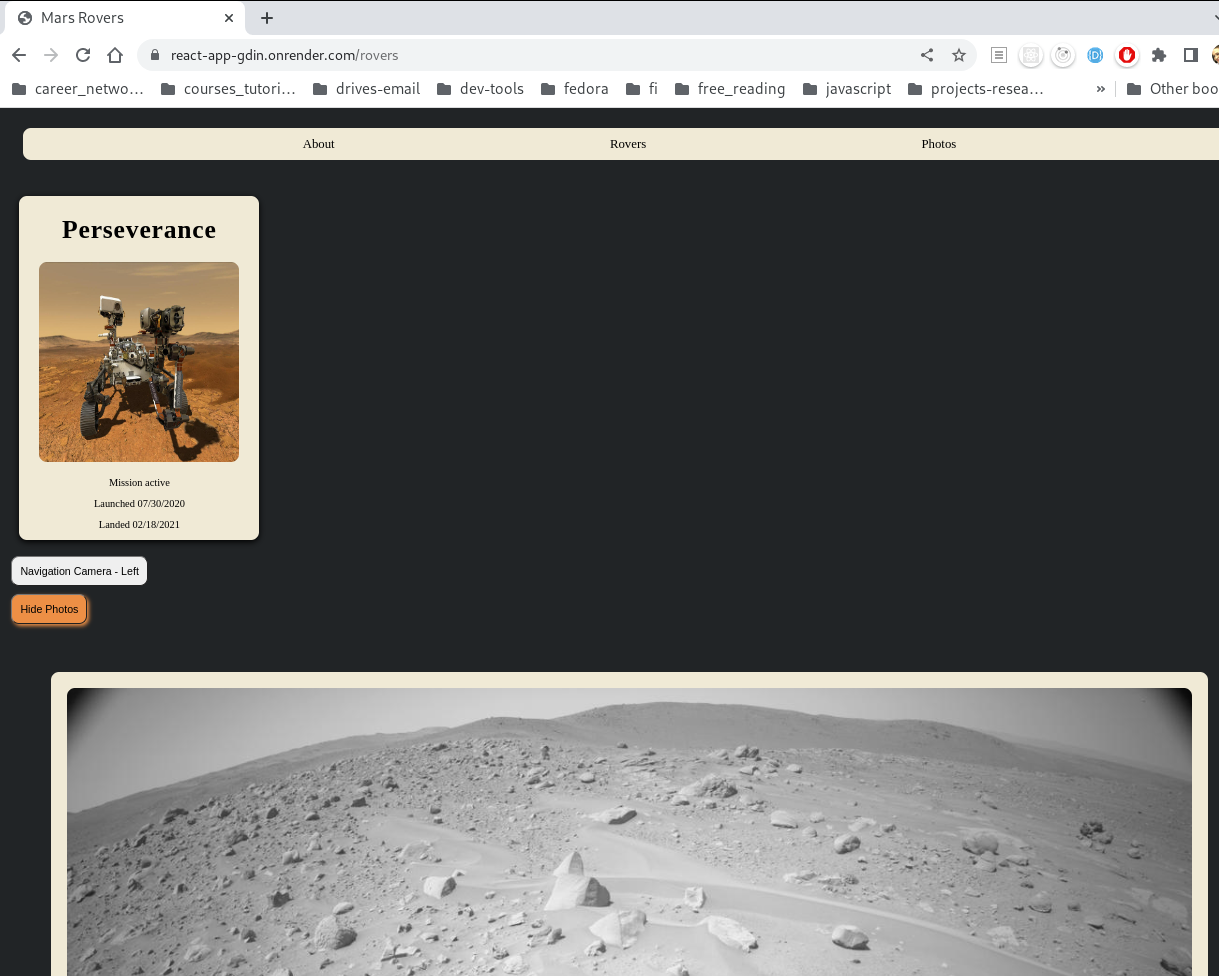 Mars Rovers
react-app-gdin.onrender.com/rovers
career_netwo… courses_tutori… drives-email dev-tools fedora fi free_reading javascript projects-resea… » Other boo
About Rovers Photos
Perseverance
Mission active
Launched 07/30/2020
Landed 02/18/2021
Navigation Camera - Left
Hide Photos